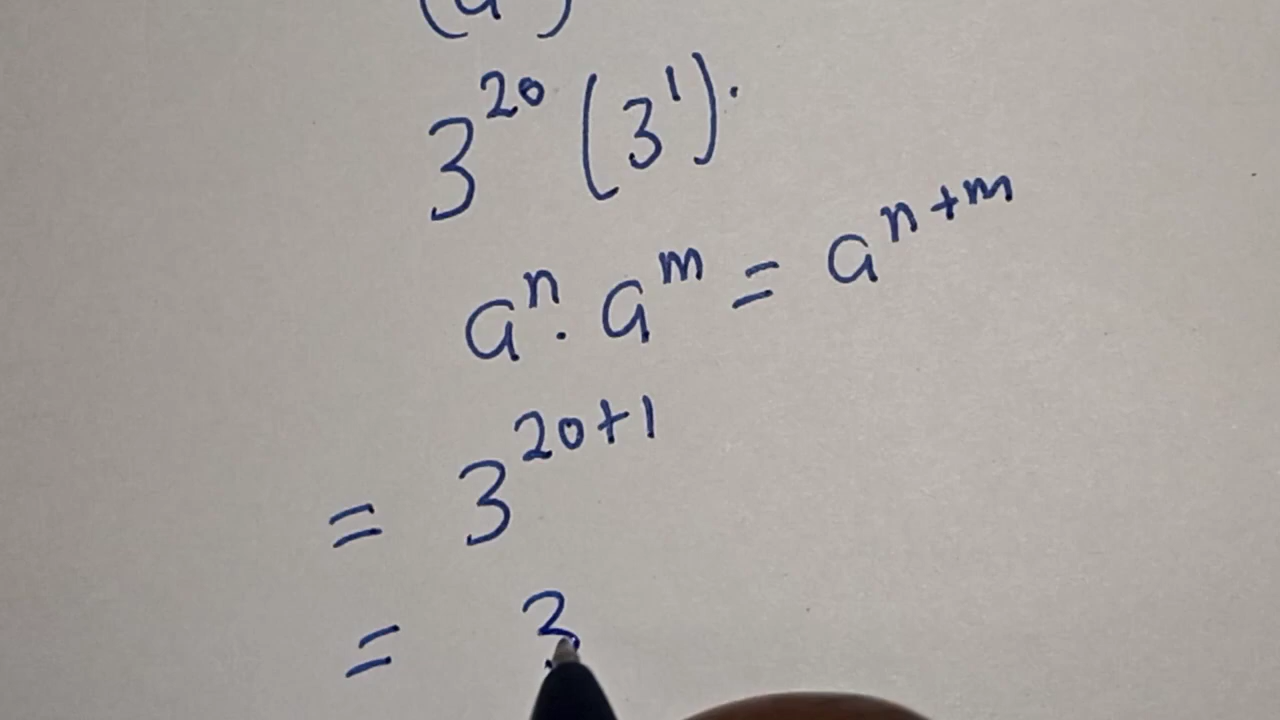 3^20 (3^1).
a^n . a^m = a^n+m
= 3^20+1
= 3